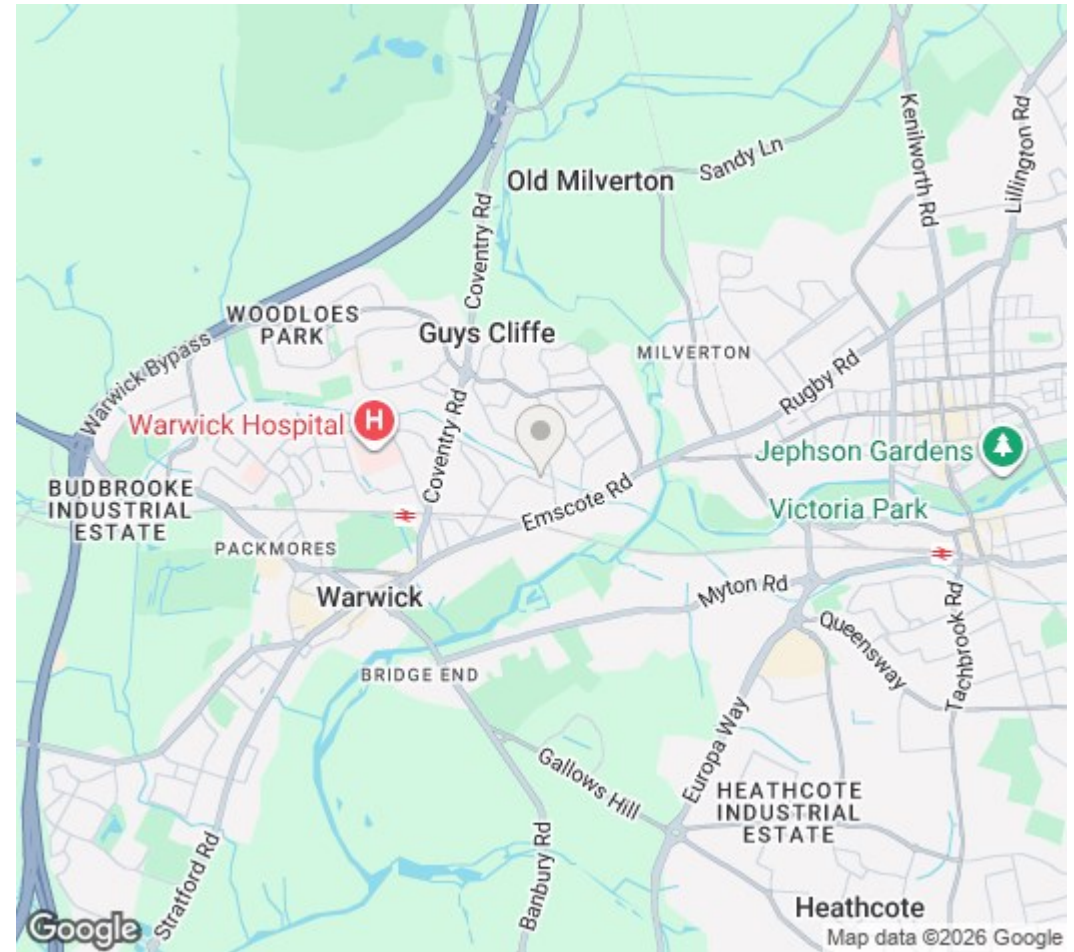 Kenilworth Rd
Lillington Rd
Sandy Ln
Old Milverton
Coventry Rd
WOODLOES
PARK
Guys Cliffe
MILVERTON
Warwick Bypass
Rugby Rd
Warwick Hospital
H
Coventry Rd
Jephson Gardens
BUDBROOKE
INDUSTRIAL
ESTATE
Emscote Rd
Victoria Park
PACKMORES
Warwick
Myton Rd
Queensway
Tachbrook Rd
BRIDGE END
Europa Way
Gallows Hill
HEATHCOTE
INDUSTRIAL
ESTATE
Banbury Rd
Stratford Rd
Heathcote
Google
Map data ©2026 Google